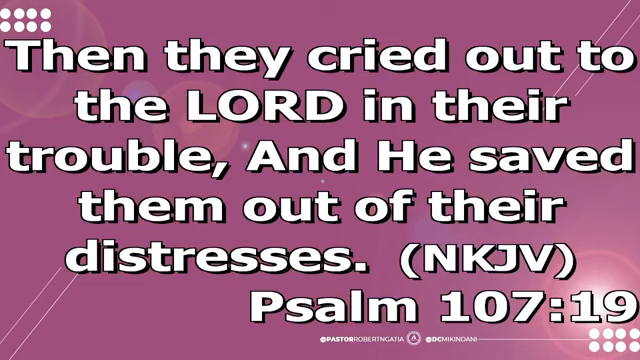 Then they cried out to
the LORD in their
trouble, And He saved
them out of their
distresses. (NKJV)
Psalm 107:19
@PASTORROBERTNGATIA @DCMIKINDANI